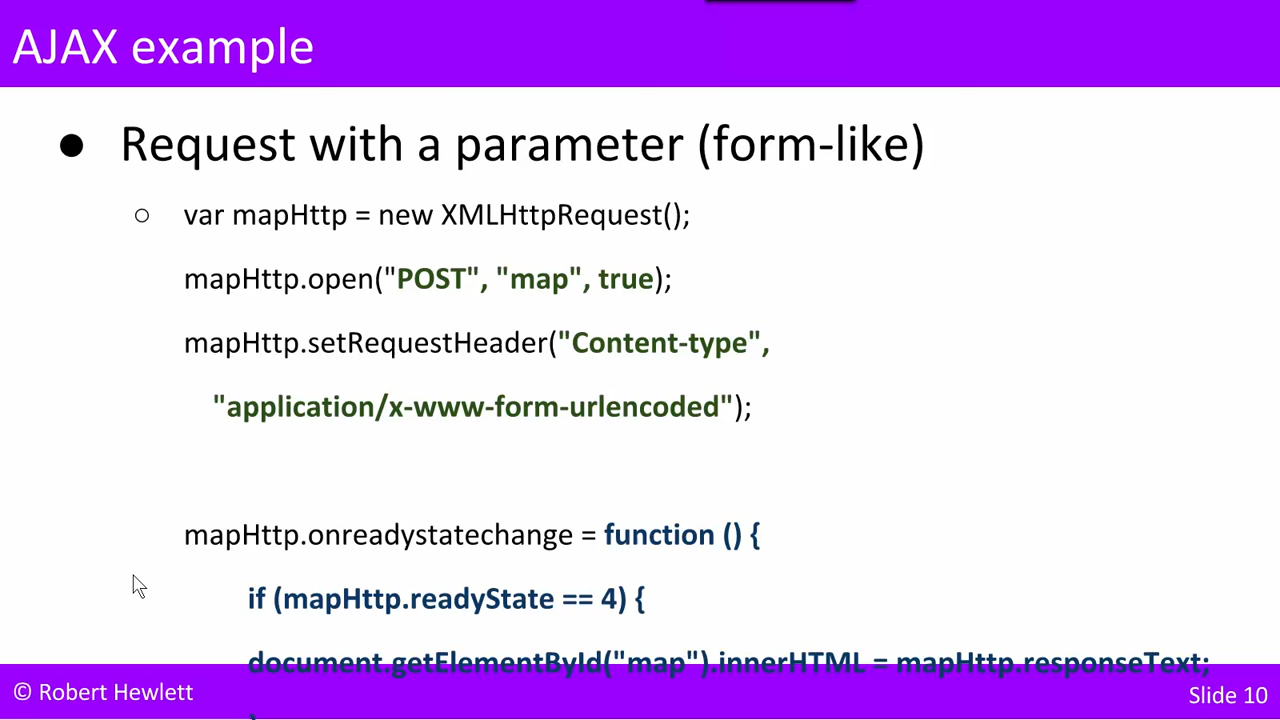 AJAX example
● Request with a parameter (form-like)
○ var mapHttp = new XMLHttpRequest();
mapHttp.open("POST", "map", true);
mapHttp.setRequestHeader("Content-type",
"application/x-www-form-urlencoded");
mapHttp.onreadystatechange = function () {
if (mapHttp.readyState == 4) {
document.getElementById("map").innerHTML = mapHttp.responseText;
© Robert Hewlett
Slide 10